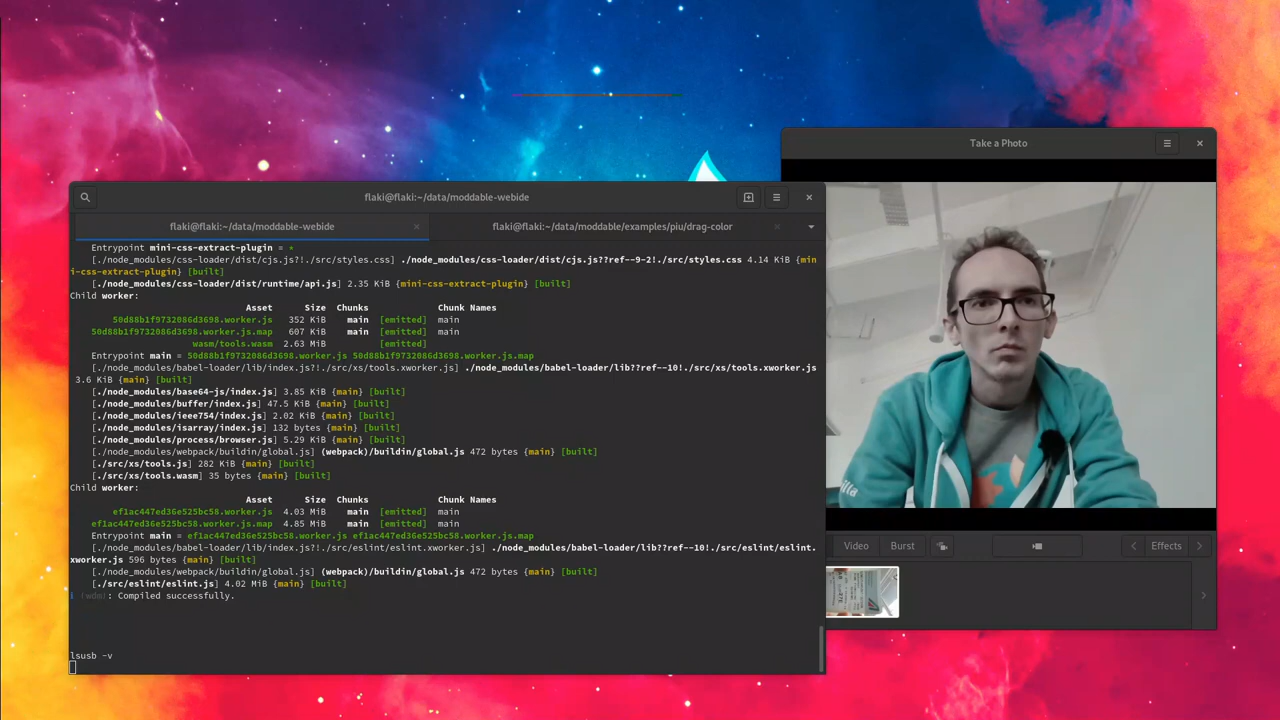 Take a Photo
flaki@flaki:~/data/moddable-webide
flaki@flaki:~/data/moddable-webide
flaki@flaki:~/data/moddable/examples/piu/drag-color
Entrypoint mini-css-extract-plugin = *
[./node_modules/css-loader/dist/cjs.js?!./src/styles.css] ./node_modules/css-loader/dist/cjs.js??ref--9-2!./src/styles.css 4.14 KiB {min
i-css-extract-plugin} [built]
[./node_modules/css-loader/dist/runtime/api.js] 2.35 KiB {mini-css-extract-plugin} [built]
Child worker:
Asset Size Chunks Chunk Names
50d88b1f9732086d3698.worker.js 352 KiB main [emitted] main
50d88b1f9732086d3698.worker.js.map 607 KiB main [emitted] main
wasm/tools.wasm 2.63 MiB [emitted]
Entrypoint main = 50d88b1f9732086d3698.worker.js 50d88b1f9732086d3698.worker.js.map
[./node_modules/babel-loader/lib/index.js?!./src/xs/tools.xworker.js] ./node_modules/babel-loader/lib??ref--10!./src/xs/tools.xworker.js
3.6 KiB {main} [built]
[./node_modules/base64-js/index.js] 3.85 KiB {main} [built]
[./node_modules/buffer/index.js] 47.5 KiB {main} [built]
[./node_modules/ieee754/index.js] 2.02 KiB {main} [built]
[./node_modules/isarray/index.js] 132 bytes {main} [built]
[./node_modules/process/browser.js] 5.29 KiB {main} [built]
[./node_modules/webpack/buildin/global.js] (webpack)/buildin/global.js 472 bytes {main} [built]
[./src/xs/tools.js] 282 KiB {main} [built]
[./src/xs/tools.wasm] 35 bytes {main} [built]
Child worker:
Asset Size Chunks Chunk Names
ef1ac447ed36e525bc58.worker.js 4.03 MiB main [emitted] main
ef1ac447ed36e525bc58.worker.js.map 4.85 MiB main [emitted] main
Entrypoint main = ef1ac447ed36e525bc58.worker.js ef1ac447ed36e525bc58.worker.js.map
[./node_modules/babel-loader/lib/index.js?!./src/eslint/eslint.xworker.js] ./node_modules/babel-loader/lib??ref--10!./src/eslint/eslint.
xworker.js 596 bytes {main} [built]
[./node_modules/webpack/buildin/global.js] (webpack)/buildin/global.js 472 bytes {main} [built]
[./src/eslint/eslint.js] 4.02 MiB {main} [built]
ℹ ｢wdm｣: Compiled successfully.
lsusb -v
Video Burst Effects